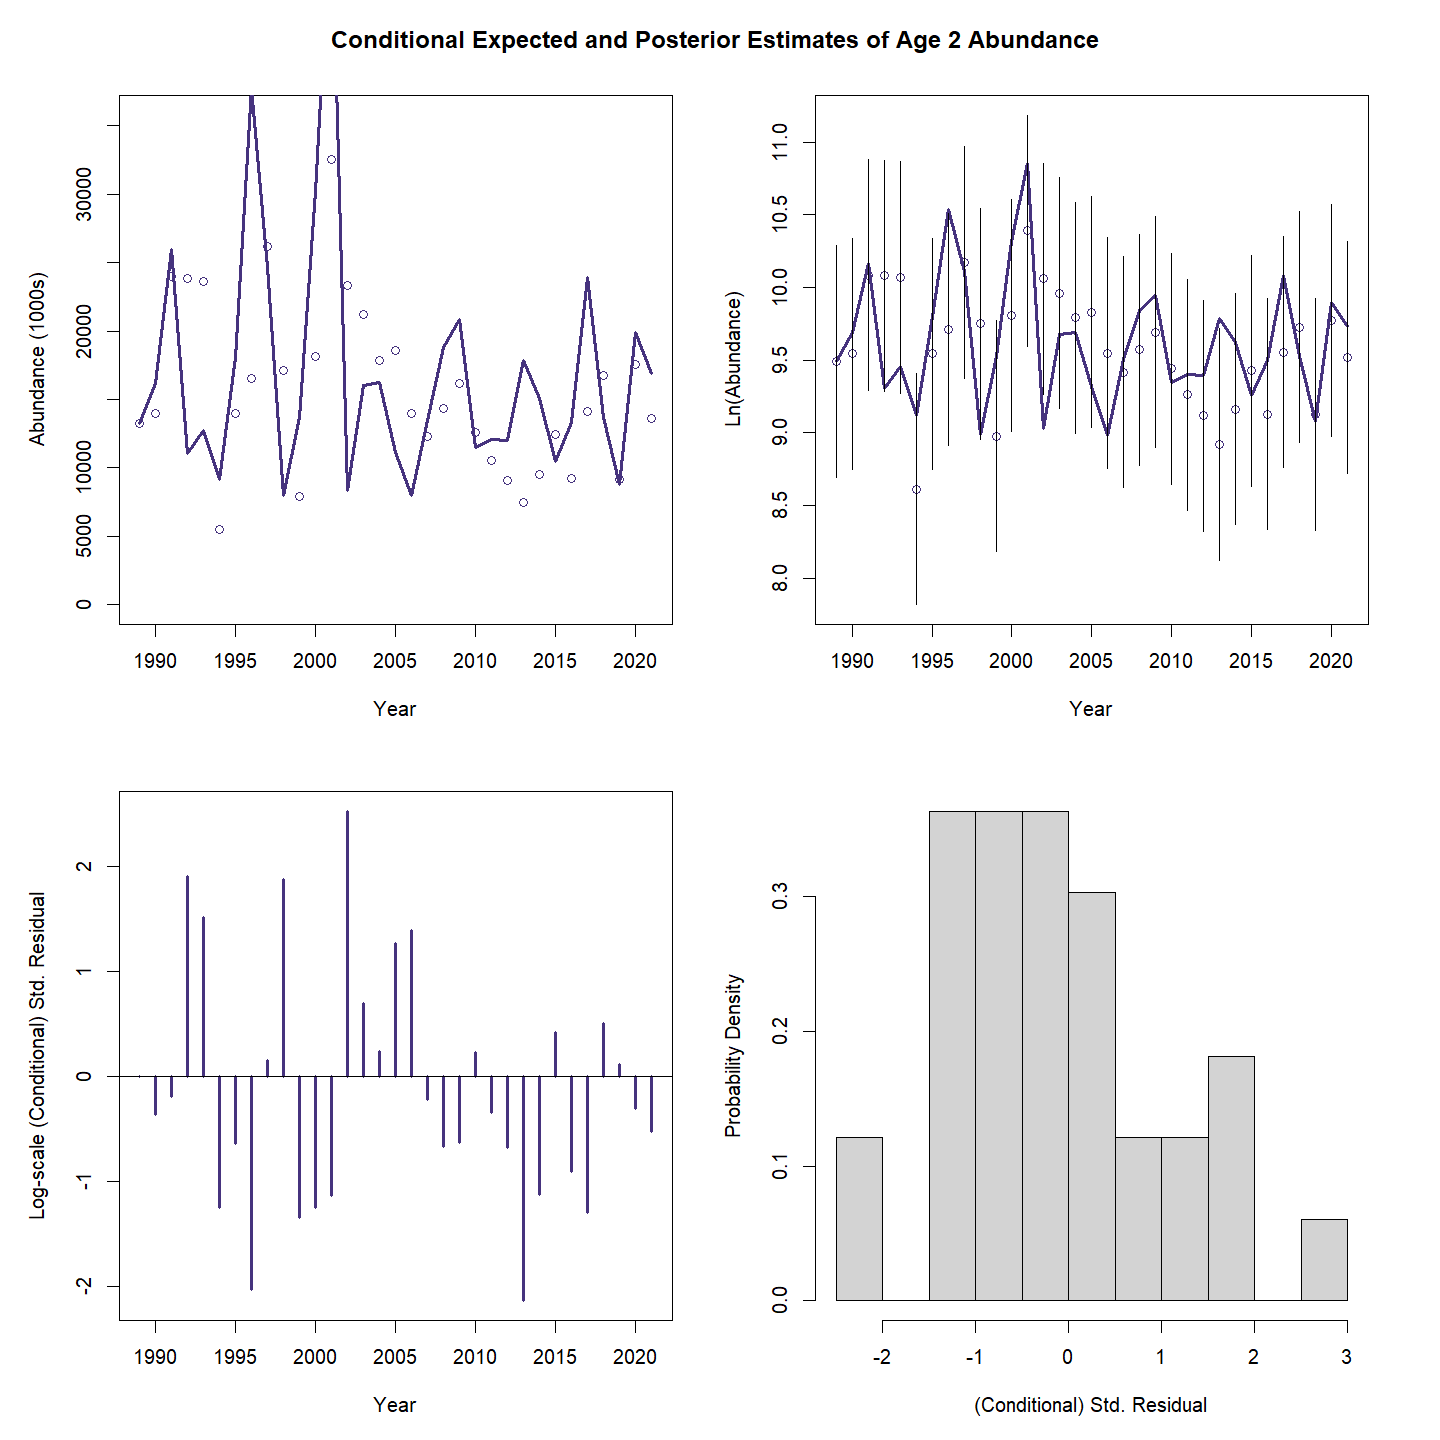 Conditional Expected and Posterior Estimates of Age 2 Abundance
Abundance (1000s)
0
5000
10000
20000
30000
1990 1995 2000 2005 2010 2015 2020
Year
Ln(Abundance)
8.0
8.5
9.0
9.5
10.0
10.5
11.0
1990 1995 2000 2005 2010 2015 2020
Year
Log-scale (Conditional) Std. Residual
-2
-1
0
1
2
1990 1995 2000 2005 2010 2015 2020
Year
Probability Density
0.0
0.1
0.2
0.3
-2 -1 0 1 2 3
(Conditional) Std. Residual